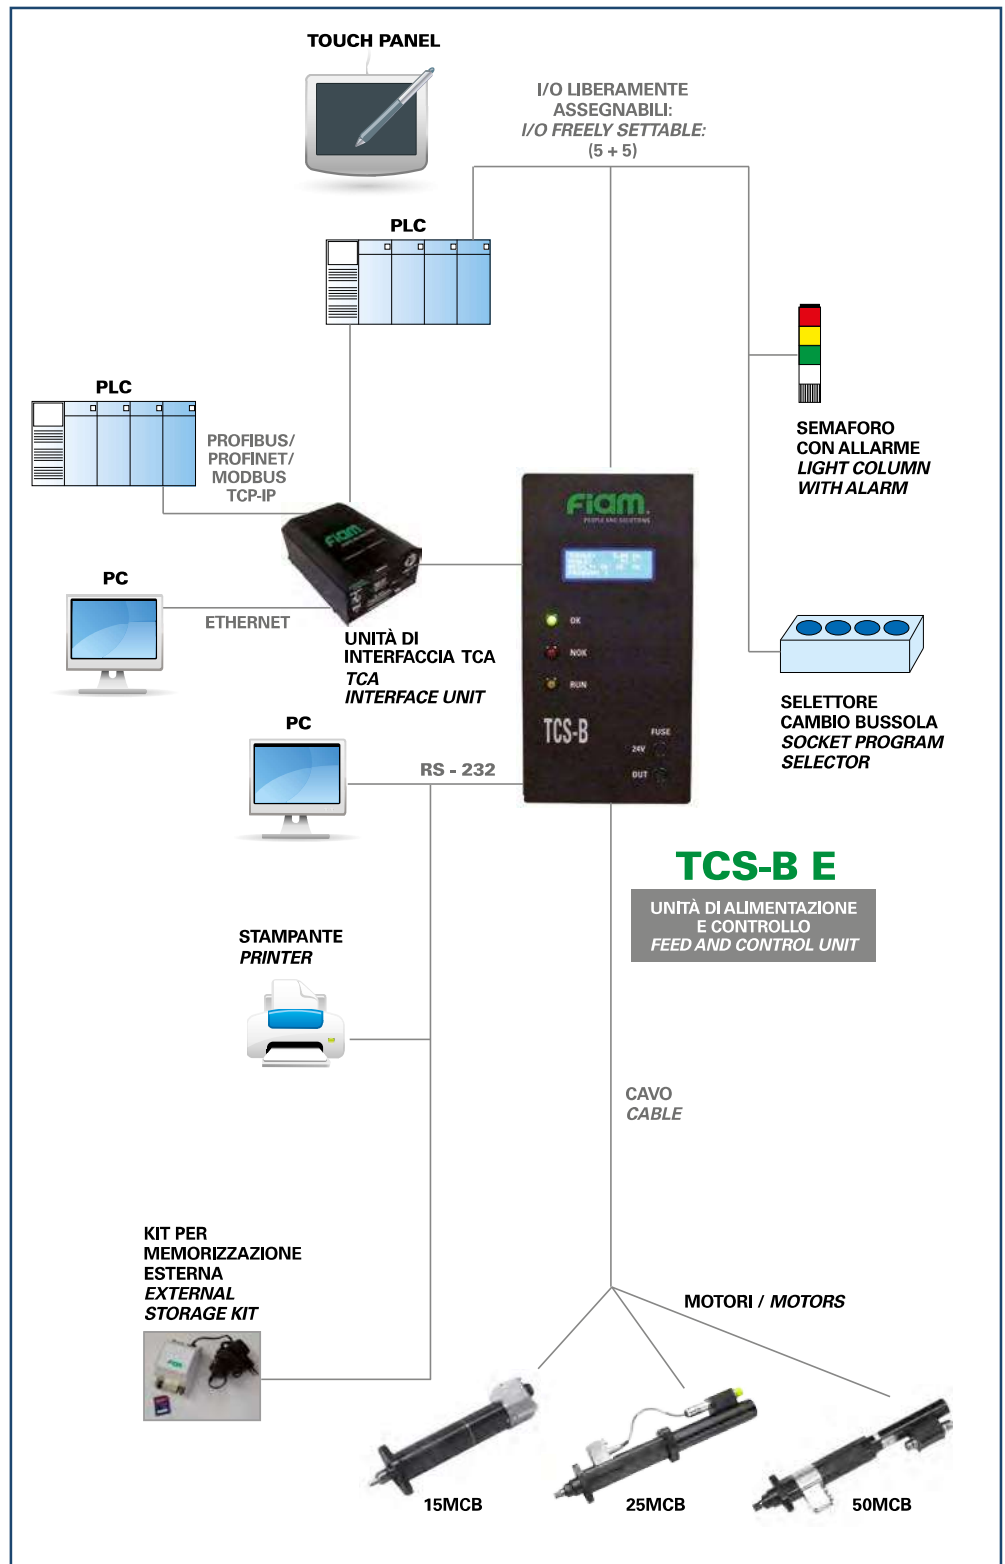 TOUCH PANEL
I/O LIBERAMENTE
ASSEGNABILI:
I/O FREELY SETTABLE:
(5 + 5)
PLC
PLC
PROFIBUS/
PROFINET/
MODBUS
TCP-IP
SEMAFORO
CON ALLARME
LIGHT COLUMN
WITH ALARM
FIAM.
PEOPLE AND SOLUTIONS
FIAM
OK
NOK
RUN
TCS-B
FUSE
24V
OUT
PC
ETHERNET
UNITÀ DI
INTERFACCIA TCA
TCA
INTERFACE UNIT
SELETTORE
CAMBIO BUSSOLA
SOCKET PROGRAM
SELECTOR
PC
RS - 232
TCS-B E
UNITÀ DI ALIMENTAZIONE
E CONTROLLO
FEED AND CONTROL UNIT
STAMPANTE
PRINTER
CAVO
CABLE
KIT PER
MEMORIZZAZIONE
ESTERNA
EXTERNAL
STORAGE KIT
FIAM
MOTORI / MOTORS
15MCB
25MCB
50MCB